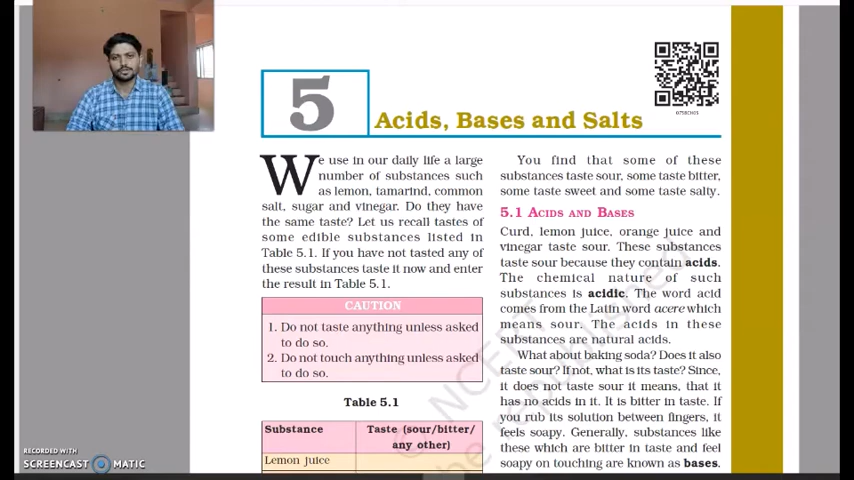 5
Acids, Bases and Salts
We use in our daily life a large
number of substances such
as lemon, tamarind, common
salt, sugar and vinegar. Do they have
the same taste? Let us recall tastes of
some edible substances listed in
Table 5.1. If you have not tasted any of
these substances taste it now and enter
the result in Table 5.1.
CAUTION
1. Do not taste anything unless asked
to do so.
2. Do not touch anything unless asked
to do so.
Table 5.1
Substance
Taste (sour/bitter/
any other)
Lemon juice
You find that some of these
substances taste sour, some taste bitter,
some taste sweet and some taste salty.
5.1 ACIDS AND BASES
Curd, lemon juice, orange juice and
vinegar taste sour. These substances
taste sour because they contain acids.
The chemical nature of such
substances is acidic. The word acid
comes from the Latin word acere which
means sour. The acids in these
substances are natural acids.
What about baking soda? Does it also
taste sour? If not, what is its taste? Since,
it does not taste sour it means, that it
has no acids in it. It is bitter in taste. If
you rub its solution between fingers, it
feels soapy. Generally, substances like
these which are bitter in taste and feel
soapy on touching are known as bases.
© NCERT
be republished
RECORDED WITH
SCREENCAST MATIC